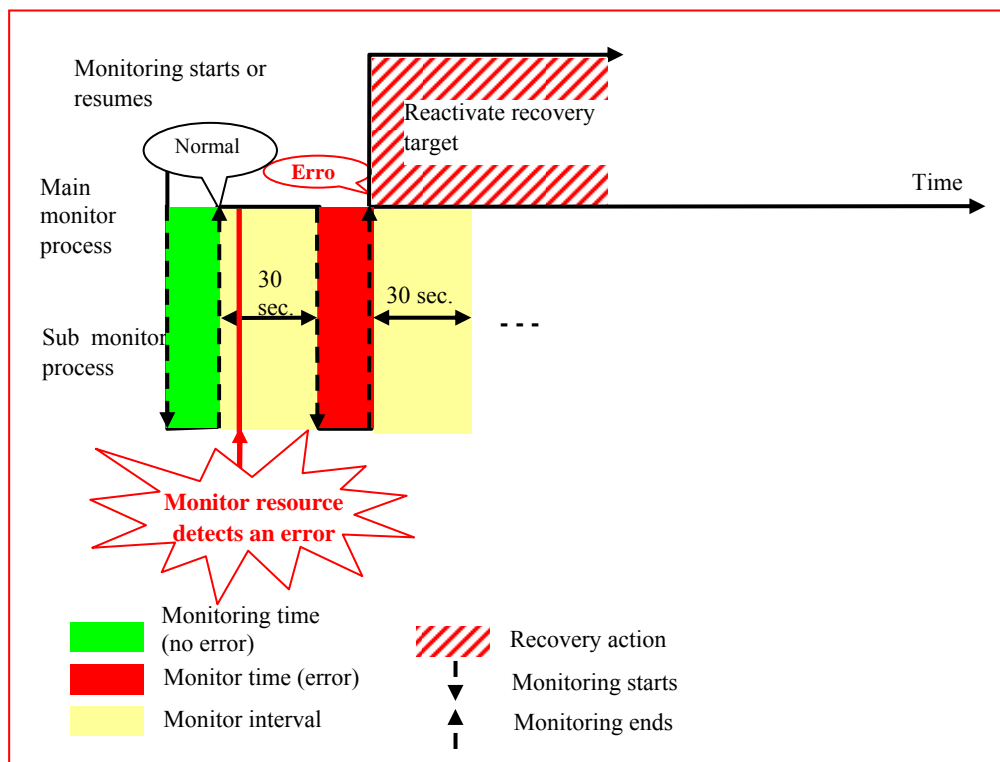 Monitoring starts or
resumes
Reactivate recovery
target
Normal
Erro
Main
monitor
process
Time
30
sec.
30 sec.
Sub monitor
process
- - -
Monitor resource
detects an error
Monitoring time
(no error)
Monitor time (error)
Monitor interval
Recovery action
Monitoring starts
Monitoring ends